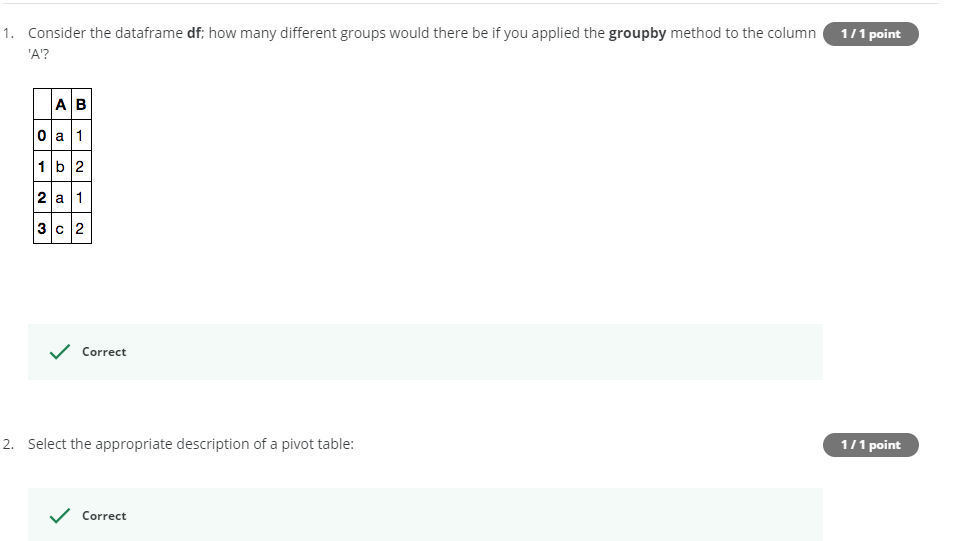 1. Consider the dataframe df; how many different groups would there be if you applied the groupby method to the column 1 / 1 point
'A'?
A B
0 a 1
1 b 2
2 a 1
3 c 2
Correct
2. Select the appropriate description of a pivot table: 1 / 1 point
Correct